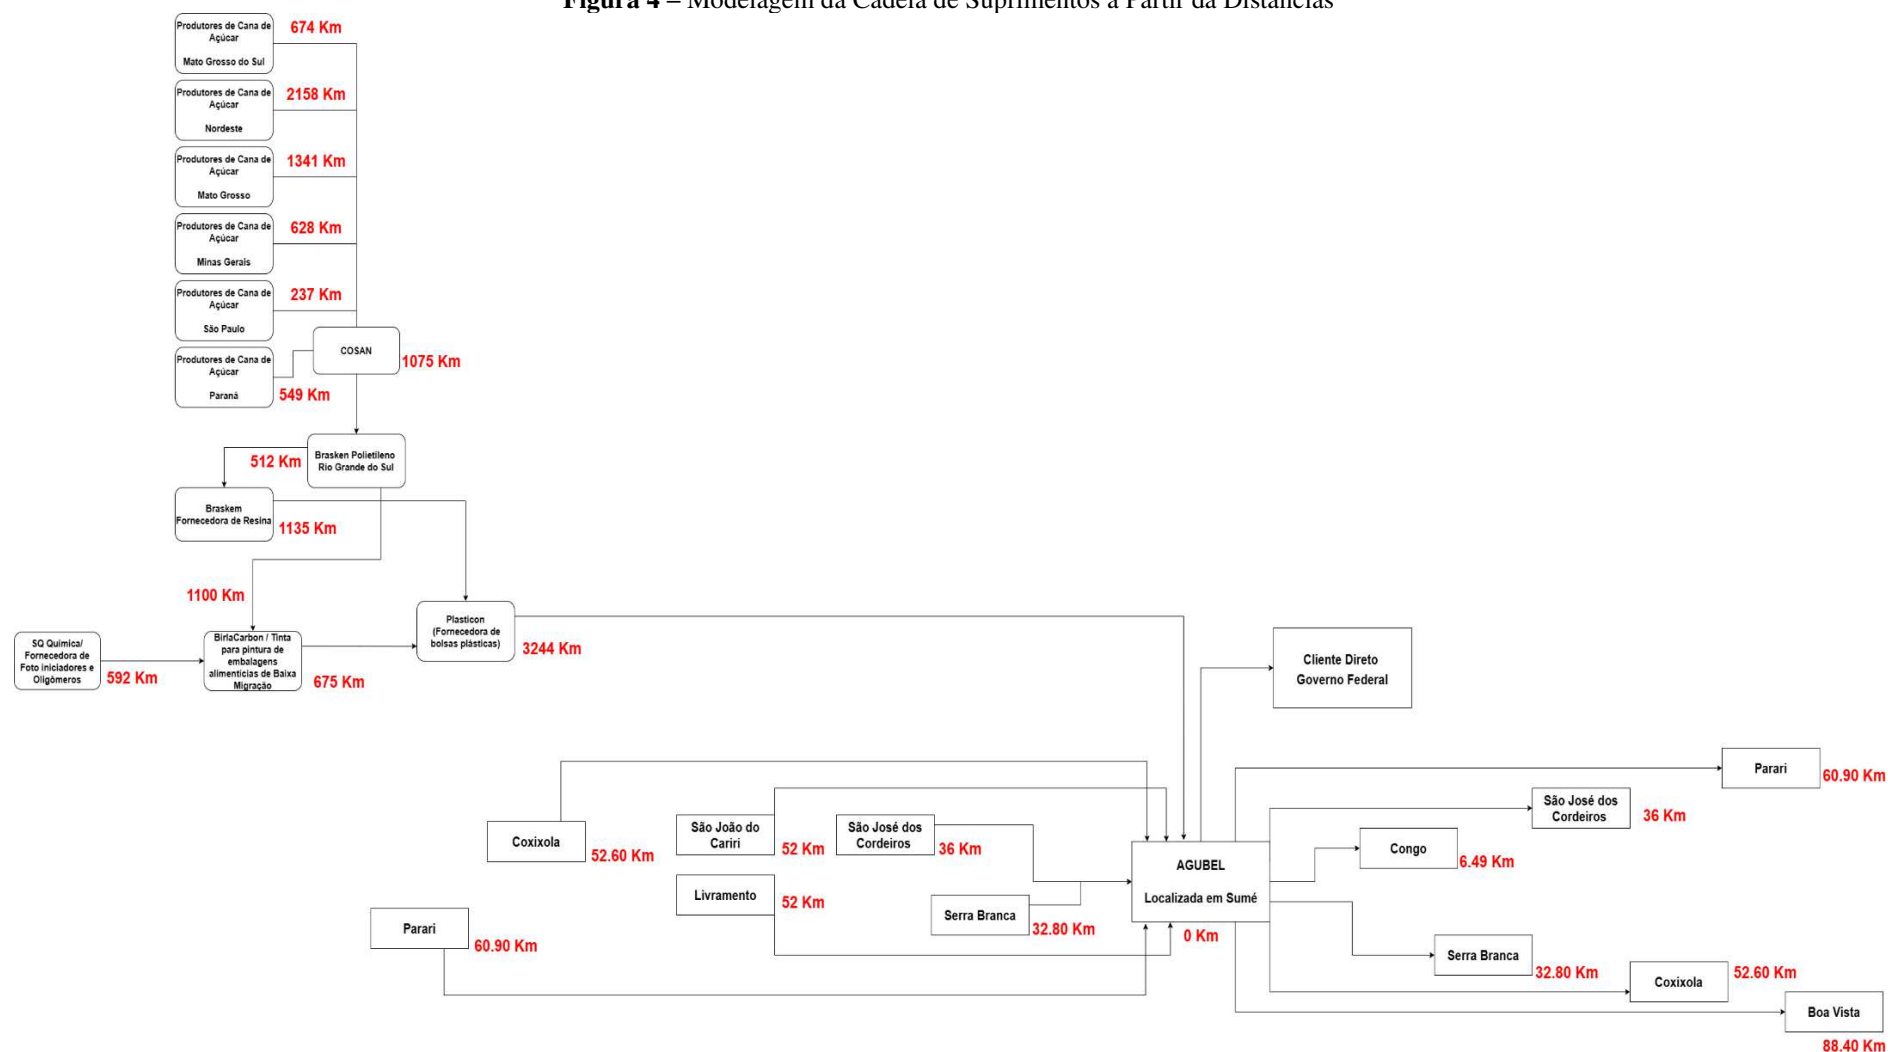 Figura 4 – Modelagem da Cadeia de Suprimentos a Partir da Distâncias
Produtores de Cana de
Açúcar
Mato Grosso do Sul
674 Km
Produtores de Cana de
Açúcar
Nordeste
2158 Km
Produtores de Cana de
Açúcar
Mato Grosso
1341 Km
Produtores de Cana de
Açúcar
Minas Gerais
628 Km
Produtores de Cana de
Açúcar
São Paulo
237 Km
Produtores de Cana de
Açúcar
Paraná
549 Km
COSAN
1075 Km
Brasken Polietileno
Rio Grande do Sul
512 Km
Braskem
Fornecedora de Resina
1135 Km
1100 Km
SQ Química/
Fornecedora de
Foto iniciadores e
Oligômeros
592 Km
BirlaCarbon / Tinta
para pintura de
embalagens
alimentícias de Baixa
Migração
675 Km
Plasticon
(Fornecedora de
bolsas plásticas)
3244 Km
Cliente Direto
Governo Federal
Coxixola
52.60 Km
São João do
Cariri
52 Km
São José dos
Cordeiros
36 Km
Livramento
52 Km
Serra Branca
32.80 Km
Parari
60.90 Km
AGUBEL
Localizada em Sumé
0 Km
Parari
60.90 Km
São José dos
Cordeiros
36 Km
Congo
6.49 Km
Serra Branca
32.80 Km
Coxixola
52.60 Km
Boa Vista
88.40 Km